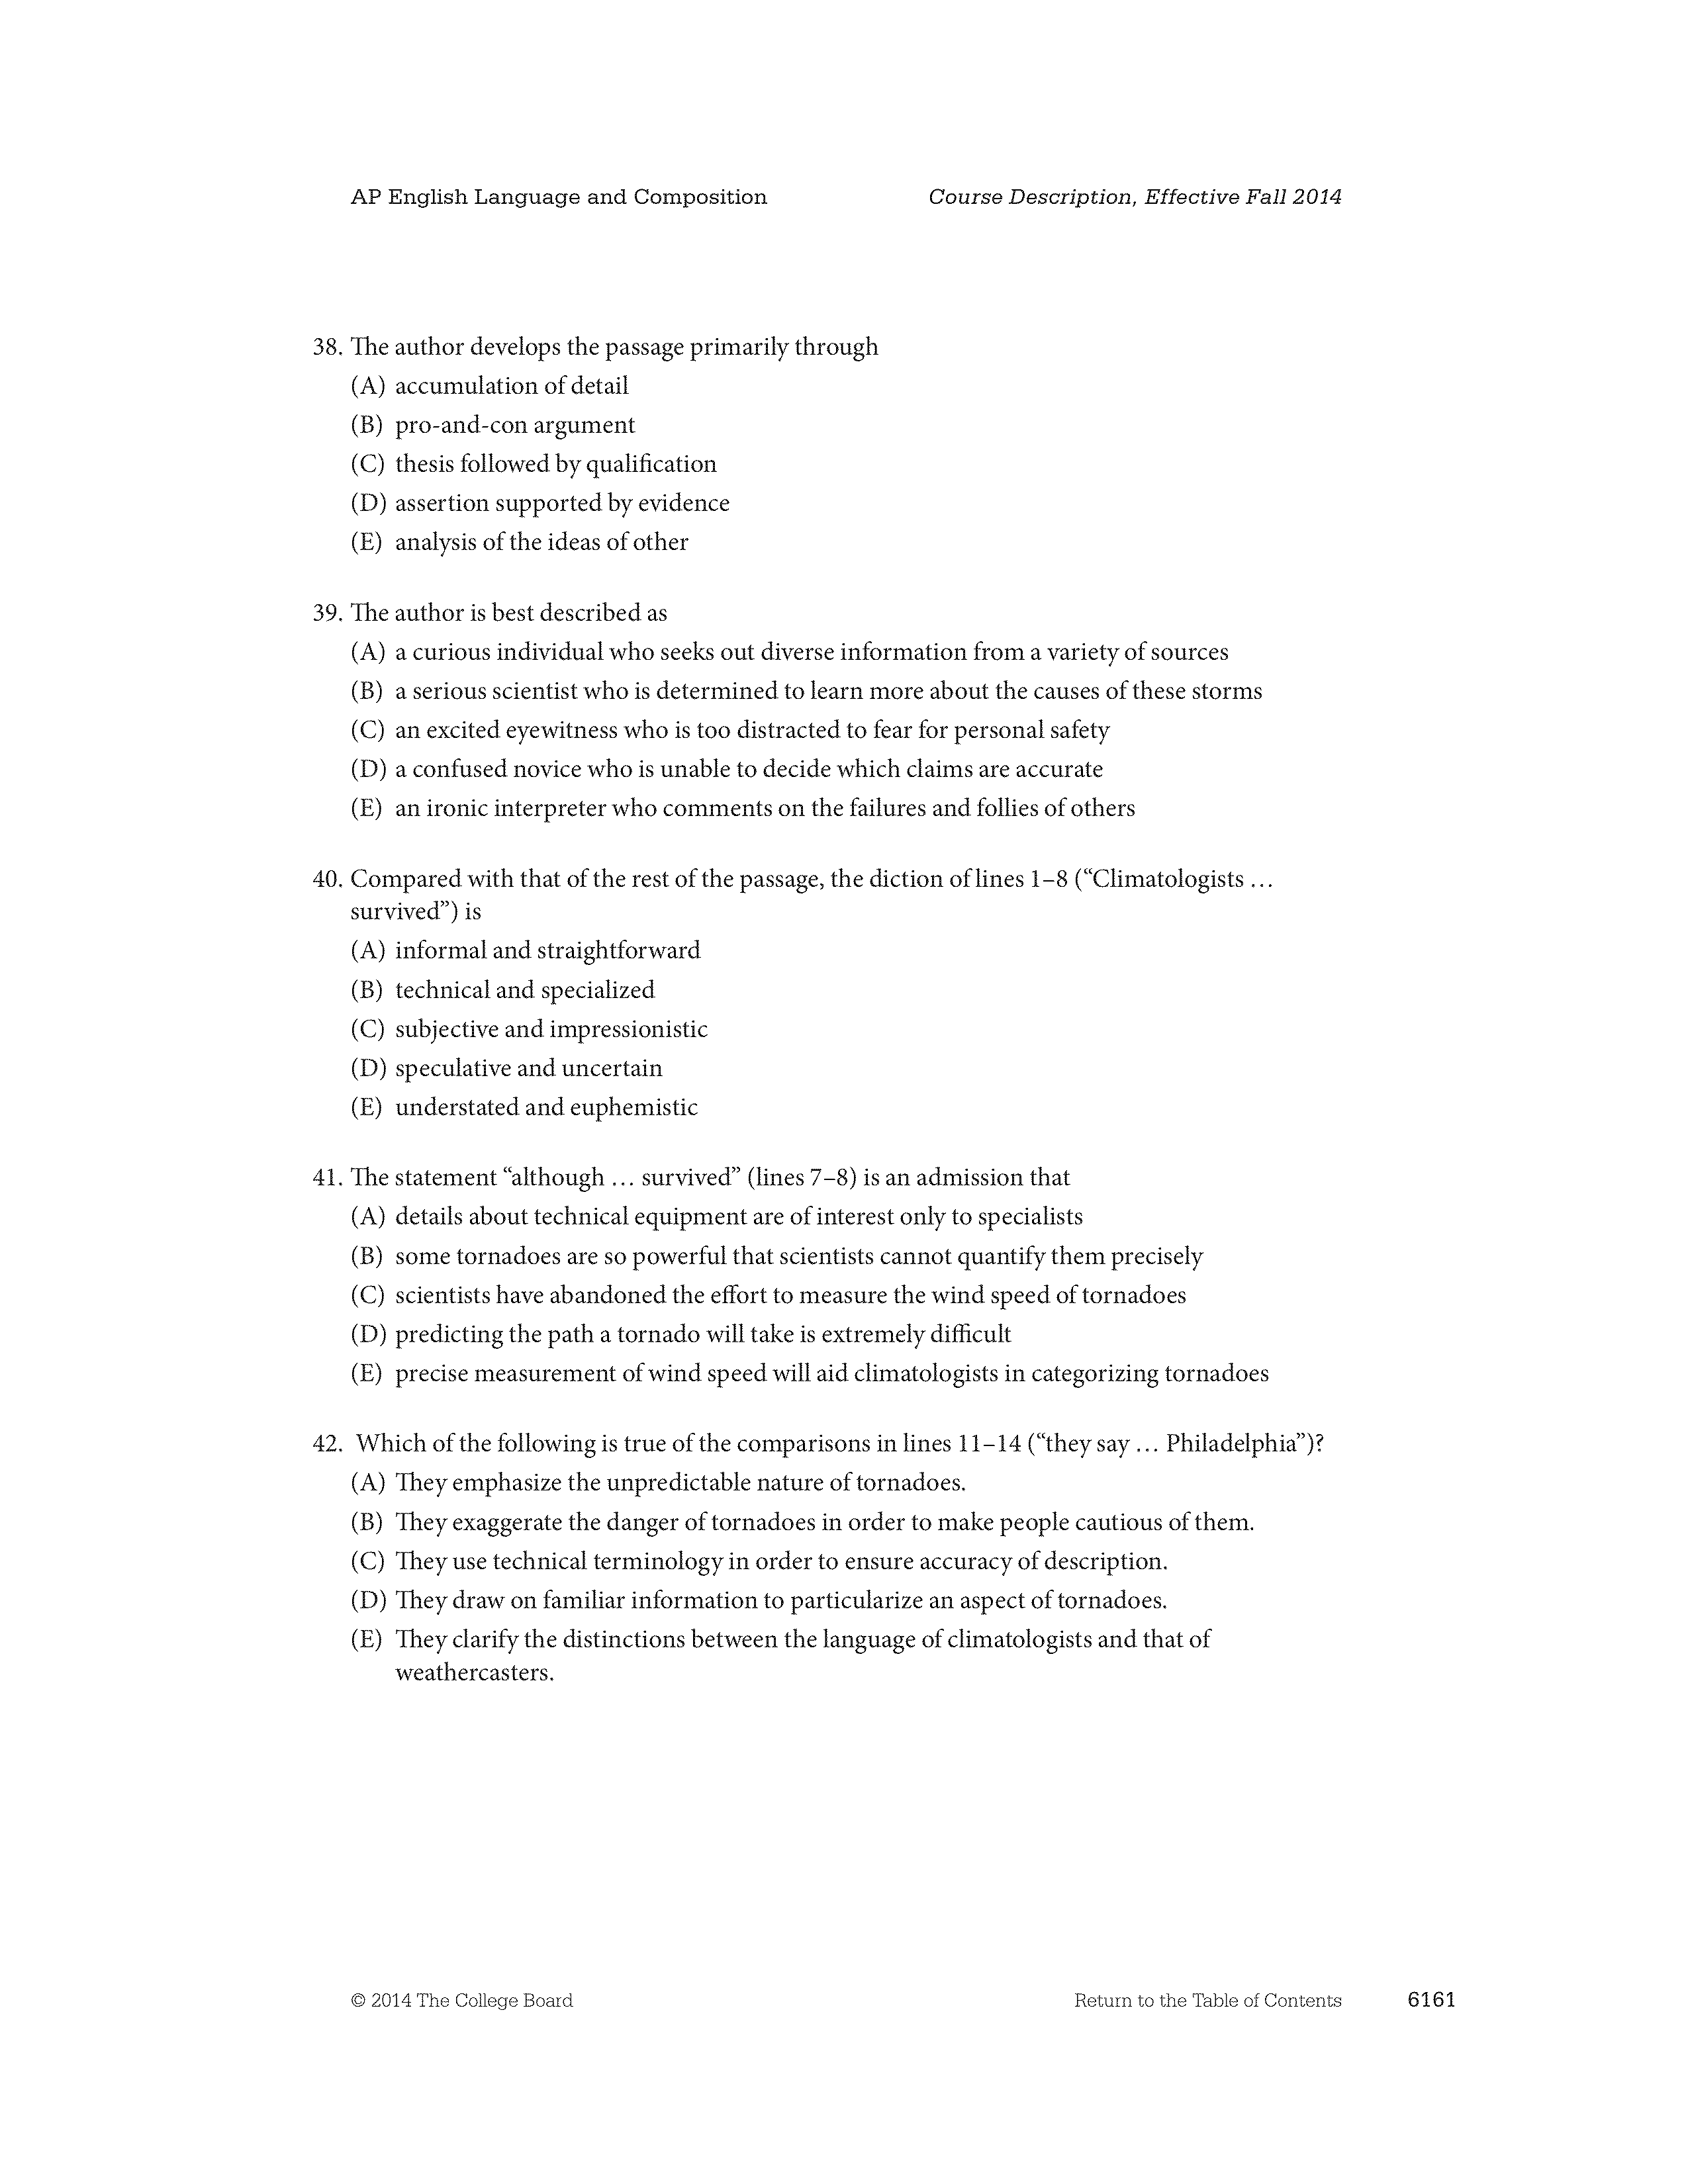 AP English Language and Composition Course Description, Effective Fall 2014
38. The author develops the passage primarily through
(A) accumulation of detail
(B) pro-and-con argument
(C) thesis followed by qualification
(D) assertion supported by evidence
(E) analysis of the ideas of other
39. The author is best described as
(A) a curious individual who seeks out diverse information from a variety of sources
(B) a serious scientist who is determined to learn more about the causes of these storms
(C) an excited eyewitness who is too distracted to fear for personal safety
(D) a confused novice who is unable to decide which claims are accurate
(E) an ironic interpreter who comments on the failures and follies of others
40. Compared with that of the rest of the passage, the diction of lines 1–8 (“Climatologists …
survived”) is
(A) informal and straightforward
(B) technical and specialized
(C) subjective and impressionistic
(D) speculative and uncertain
(E) understated and euphemistic
41. The statement “although … survived” (lines 7–8) is an admission that
(A) details about technical equipment are of interest only to specialists
(B) some tornadoes are so powerful that scientists cannot quantify them precisely
(C) scientists have abandoned the effort to measure the wind speed of tornadoes
(D) predicting the path a tornado will take is extremely difficult
(E) precise measurement of wind speed will aid climatologists in categorizing tornadoes
42. Which of the following is true of the comparisons in lines 11–14 (“they say … Philadelphia”)?
(A) They emphasize the unpredictable nature of tornadoes.
(B) They exaggerate the danger of tornadoes in order to make people cautious of them.
(C) They use technical terminology in order to ensure accuracy of description.
(D) They draw on familiar information to particularize an aspect of tornadoes.
(E) They clarify the distinctions between the language of climatologists and that of
weathercasters.
© 2014 The College Board Return to the Table of Contents 6161